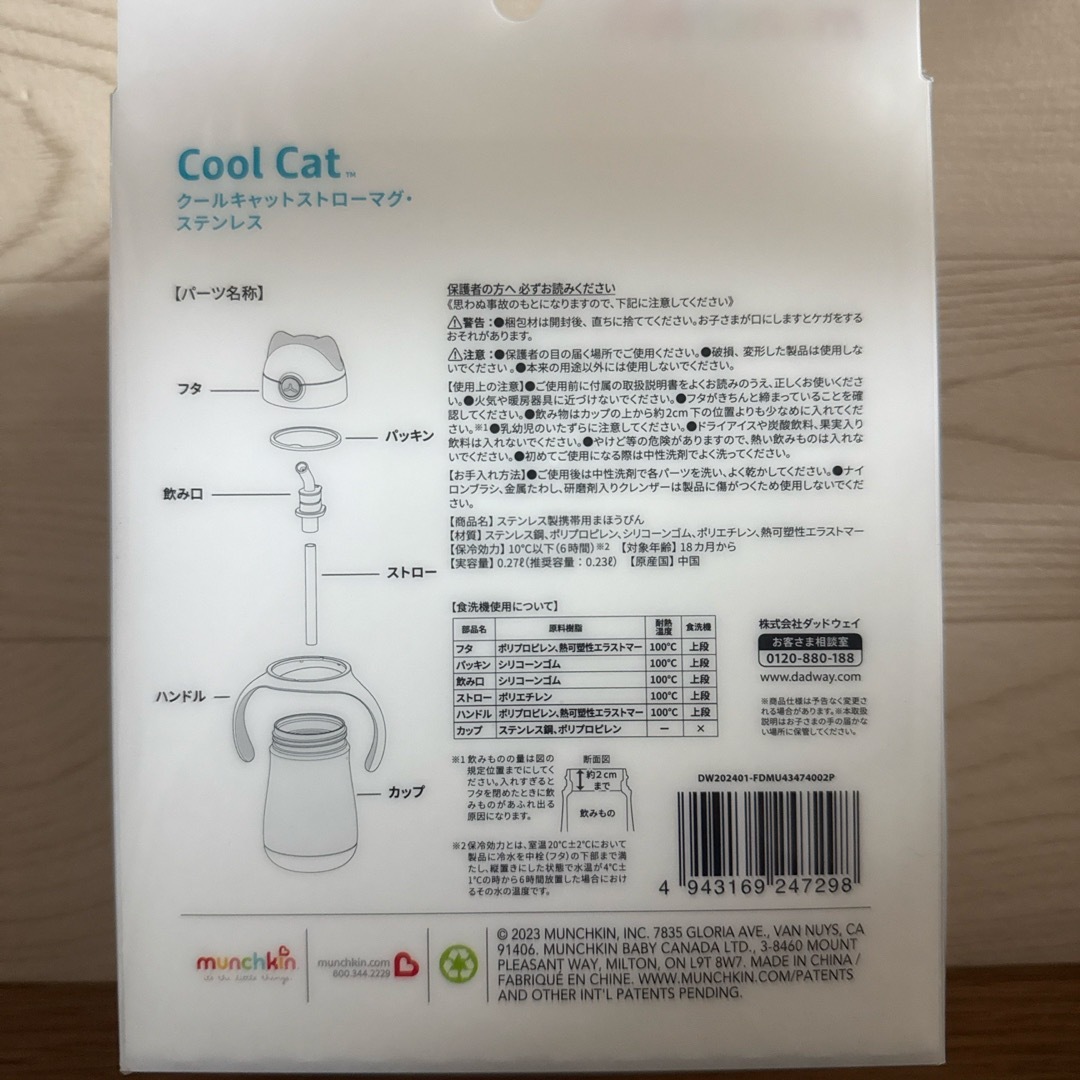 Cool Cat™
クールキャットストローマグ・
ステンレス
【パーツ名称】
フタ
パッキン
飲み口
ストロー
ハンドル
カップ
保護者の方へ 必ずお読みください
《思わぬ事故のもとになりますので、下記に注意してください》
⚠警告：●梱包材は開封後、直ちに捨ててください。お子さまが口にしますとケガをする
おそれがあります。
⚠注意：●保護者の目の届く場所でご使用ください。●破損、変形した製品は使用しな
いでください。●本来の用途以外には使用しないでください。
【使用上の注意】●ご使用前に付属の取扱説明書をよくお読みのうえ、正しくお使いくださ
い。●火気や暖房器具に近づけないでください。●フタがきちんと締まっていることを確
認してください。●飲み物はカップの上から約2cm下の位置よりも少なめに入れてくだ
さい。※1●乳幼児のいたずらに注意してください。●ドライアイスや炭酸飲料、果実入り
飲料は入れないでください。●やけど等の危険がありますので、熱い飲みものは入れな
いでください。●初めてご使用になる際は中性洗剤でよく洗ってください。
【お手入れ方法】●ご使用後は中性洗剤で各パーツを洗い、よく乾かしてください。●ナイ
ロンブラシ、金属たわし、研磨剤入りクレンザーは製品に傷がつくため使用しないでくだ
さい。
【商品名】ステンレス製携帯用まほうびん
【材質】ステンレス鋼、ポリプロピレン、シリコーンゴム、ポリエチレン、熱可塑性エラストマー
【保冷効力】10℃以下(6時間)※2 【対象年齢】18カ月から
【実容量】0.27ℓ(推奨容量：0.23ℓ) 【原産国】中国
【食洗機使用について】
部品名 原料樹脂 耐熱温度 食洗機
フタ ポリプロピレン、熱可塑性エラストマー 100℃ 上段
パッキン シリコーンゴム 100℃ 上段
飲み口 シリコーンゴム 100℃ 上段
ストロー ポリエチレン 100℃ 上段
ハンドル ポリプロピレン、熱可塑性エラストマー 100℃ 上段
カップ ステンレス鋼、ポリプロピレン ー ×
※1 飲みものの量は図の
規定位置までにしてくだ
さい。入れすぎると
フタを閉めたときに飲
みものがあふれ出る
原因になります。
断面図
約2cm
まで
飲みもの
※2 保冷効力とは、室温20℃±2℃において
製品に冷水を中栓(フタ)の下部まで満
たし、縦置きにした状態で水温が4℃±
1℃の時から6時間放置した場合におけ
るその水の温度です。
株式会社ダッドウェイ
お客さま相談室
0120-880-188
www.dadway.com
※商品仕様は予告なく変更さ
れる場合があります。※本取扱
説明はお子さまの手の届かな
い場所に保管してください。
DW202401-FDMU43474002P
4 943169 247298
munchkin
it's the little things.
munchkin.com
800.344.2229
© 2023 MUNCHKIN, INC. 7835 GLORIA AVE., VAN NUYS, CA
91406. MUNCHKIN BABY CANADA LTD., 3-8460 MOUNT
PLEASANT WAY, MILTON, ON L9T 8W7. MADE IN CHINA /
FABRIQUÉ EN CHINE. WWW.MUNCHKIN.COM/PATENTS
AND OTHER INT'L PATENTS PENDING.